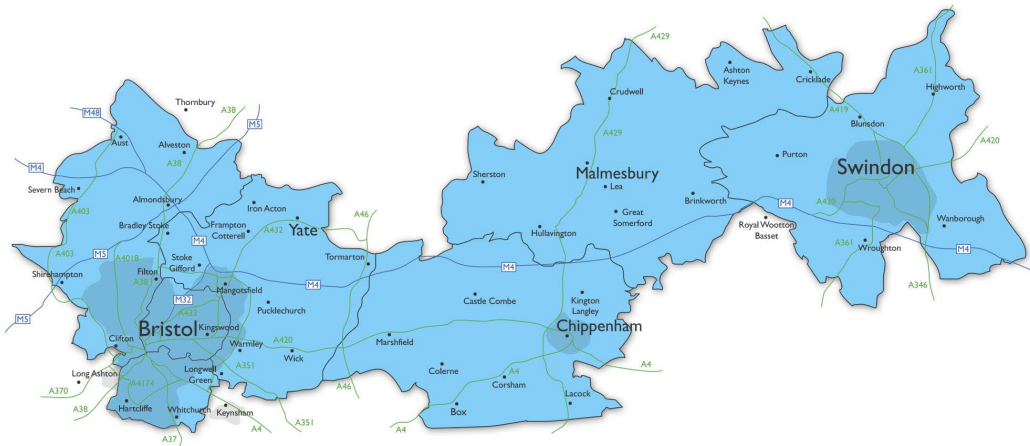 A429
A361
Ashton
Keynes
Cricklade
Highworth
Crudwell
M48
Thornbury
A38
M5
A419
Blunsdon
A429
A420
Aust
Alveston
A38
M4
M4
Purton
Swindon
Severn Beach
Sherston
Malmesbury
Lea
A403
Almondsbury
Iron Acton
Brinkworth
A420
M4
Bradley Stoke
Frampton
Cotterell
A432
Yate
A46
Great
Somerford
Royal Wootton
Basset
Wanborough
Hullavington
A361
Wroughton
M4
M4
A403
M5
A4018
Stoke
Gifford
Tormarton
M4
Shirehampton
Filton
A38
M4
Mangotsfield
A346
M32
Pucklechurch
Castle Combe
Kington
Langley
M5
A432
Bristol
Kingswood
Chippenham
Clifton
Warmley
A420
Wick
Marshfield
A351
Long Ashton
Longwell
Green
Colerne
A4
A4
A370
A4174
A46
Corsham
Lacock
A38
Hartcliffe
Whitchurch
Keynsham
Box
A351
A37
A4
A4